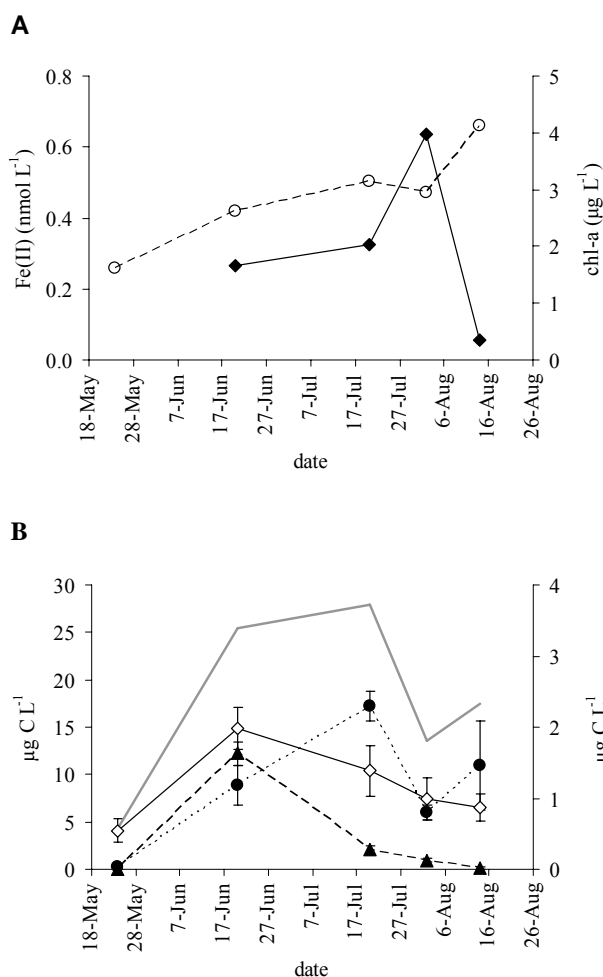 A
0.8
0.6
0.4
0.2
0.0
Fe(II) (nmol L-1)
5
4
3
2
1
0
chl-a (µg L-1)
18-May
28-May
7-Jun
17-Jun
27-Jun
7-Jul
17-Jul
27-Jul
6-Aug
16-Aug
26-Aug
date
B
30
25
20
15
10
5
0
µg C L-1
4
3
2
1
0
µg C L-1
18-May
28-May
7-Jun
17-Jun
27-Jun
7-Jul
17-Jul
27-Jul
6-Aug
16-Aug
26-Aug
date